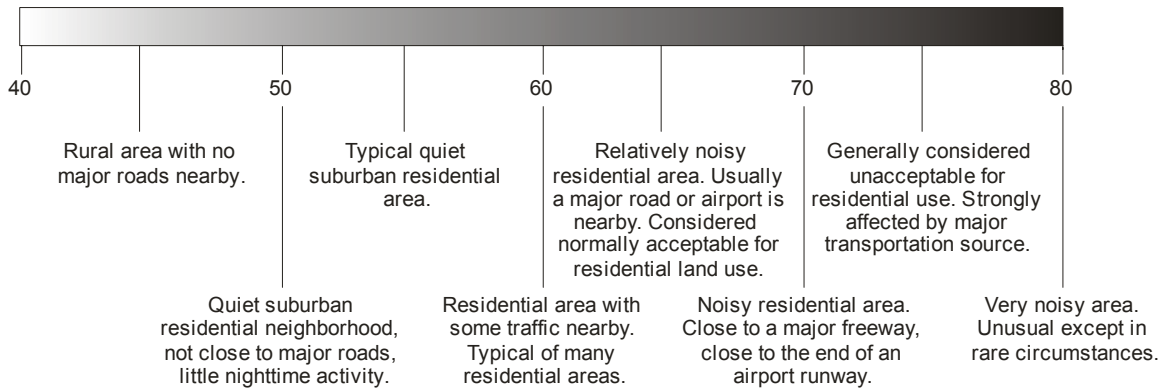 40
50
60
70
80
Rural area with no
major roads nearby.
Typical quiet
suburban residential
area.
Relatively noisy
residential area. Usually
a major road or airport is
nearby. Considered
normally acceptable for
residential land use.
Generally considered
unacceptable for
residential use. Strongly
affected by major
transportation source.
Quiet suburban
residential neighborhood,
not close to major roads,
little nighttime activity.
Residential area with
some traffic nearby.
Typical of many
residential areas.
Noisy residential area.
Close to a major freeway,
close to the end of an
airport runway.
Very noisy area.
Unusual except in
rare circumstances.